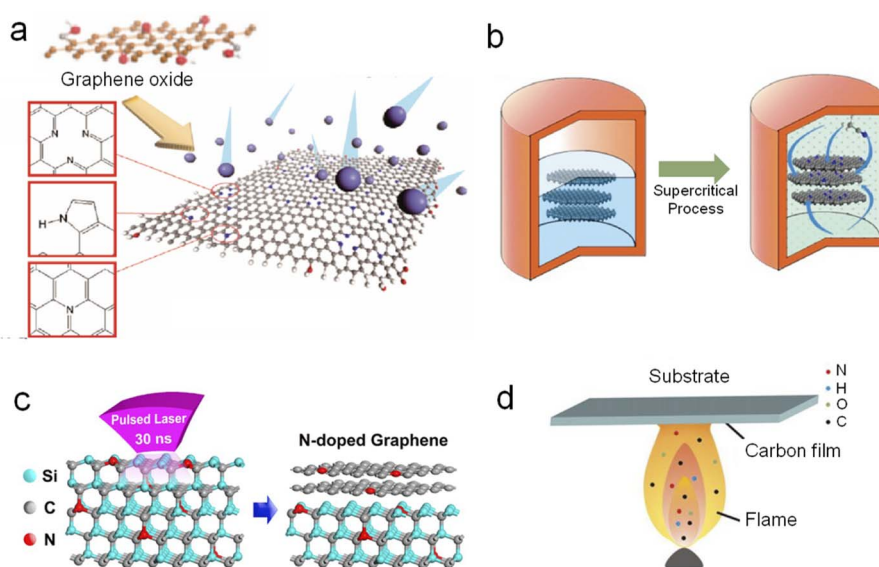 a
Graphene oxide
N
N
N
H
N
N
b
Supercritical
Process
c
Pulsed Laser
30 ns
N-doped Graphene
Si
C
N
d
Substrate
N
H
O
C
Carbon film
Flame